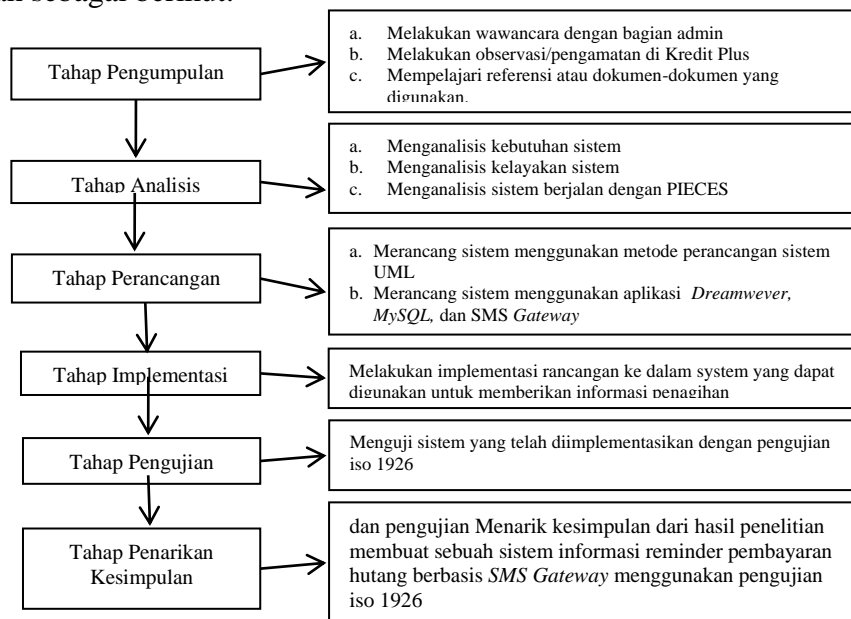 sebagai berikut:
Tahap Pengumpulan
a. Melakukan wawancara dengan bagian admin
b. Melakukan observasi/pengamatan di Kredit Plus
c. Mempelajari referensi atau dokumen-dokumen yang
digunakan.
Tahap Analisis
a. Menganalisis kebutuhan sistem
b. Menganalisis kelayakan sistem
c. Menganalisis sistem berjalan dengan PIECES
Tahap Perancangan
a. Merancang sistem menggunakan metode perancangan sistem
UML
b. Merancang sistem menggunakan aplikasi Dreamwever,
MySQL, dan SMS Gateway
Tahap Implementasi
Melakukan implementasi rancangan ke dalam system yang dapat
digunakan untuk memberikan informasi penagihan
Tahap Pengujian
Menguji sistem yang telah diimplementasikan dengan pengujian
iso 1926
Tahap Penarikan
Kesimpulan
dan pengujian Menarik kesimpulan dari hasil penelitian
membuat sebuah sistem informasi reminder pembayaran
hutang berbasis SMS Gateway menggunakan pengujian
iso 1926